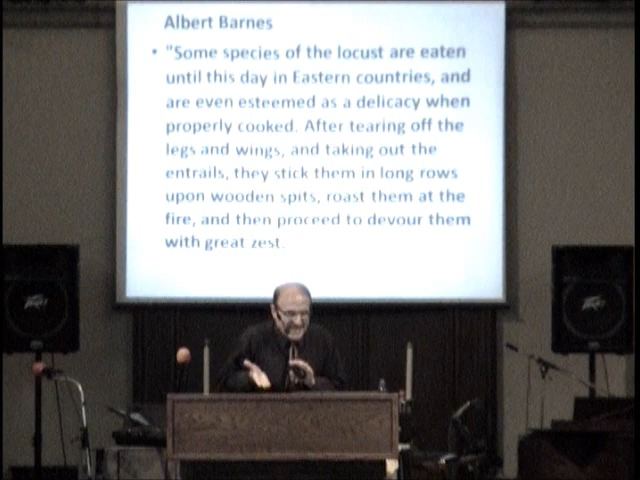 Albert Barnes
• "Some species of the locust are eaten
until this day in Eastern countries, and
are even esteemed as a delicacy when
properly cooked. After tearing off the
legs and wings, and taking out the
entrails, they stick them in long rows
upon wooden spits, roast them at the
fire, and then proceed to devour them
with great zest.